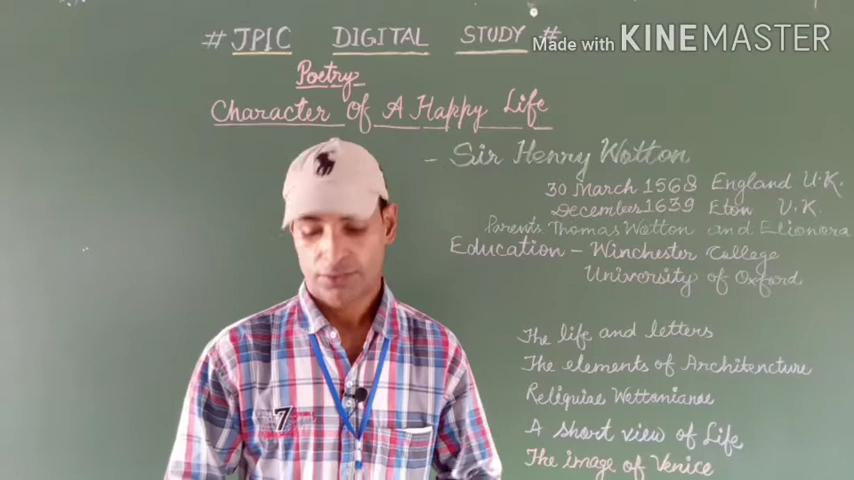 # JPIC DIGITAL STUDY #
Made with KINEMASTER
Poetry
Character Of A Happy Life
- Sir Henry Wotton
30 March 1568 England U.K.
December 1639 Eton U.K.
Parents Thomas Wotton and Elionora
Education - Winchester College
University of Oxford
The life and letters
The elements of Architencture
Reliquiae Wottonianae
A short view of Life
The image of Venice
7